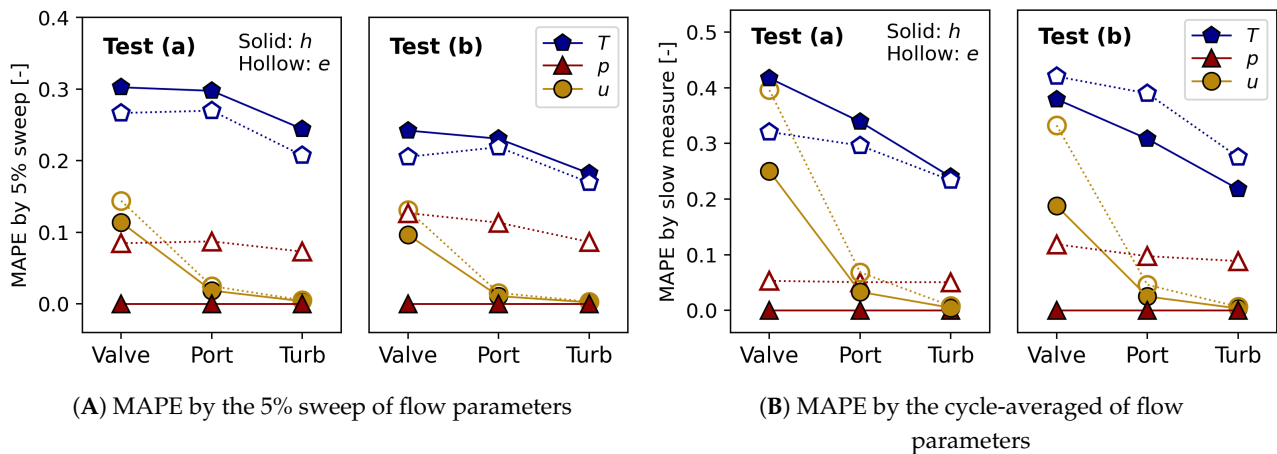 MAPE by 5% sweep [-]
0.4
0.3
0.2
0.1
0.0
Test (a)
Solid: h
Hollow: e
Valve Port Turb
Test (b)
T
p
u
Valve Port Turb
(A) MAPE by the 5% sweep of flow parameters
MAPE by slow measure [-]
0.5
0.4
0.3
0.2
0.1
0.0
Test (a)
Solid: h
Hollow: e
Valve Port Turb
Test (b)
T
p
u
Valve Port Turb
(B) MAPE by the cycle-averaged of flow
parameters